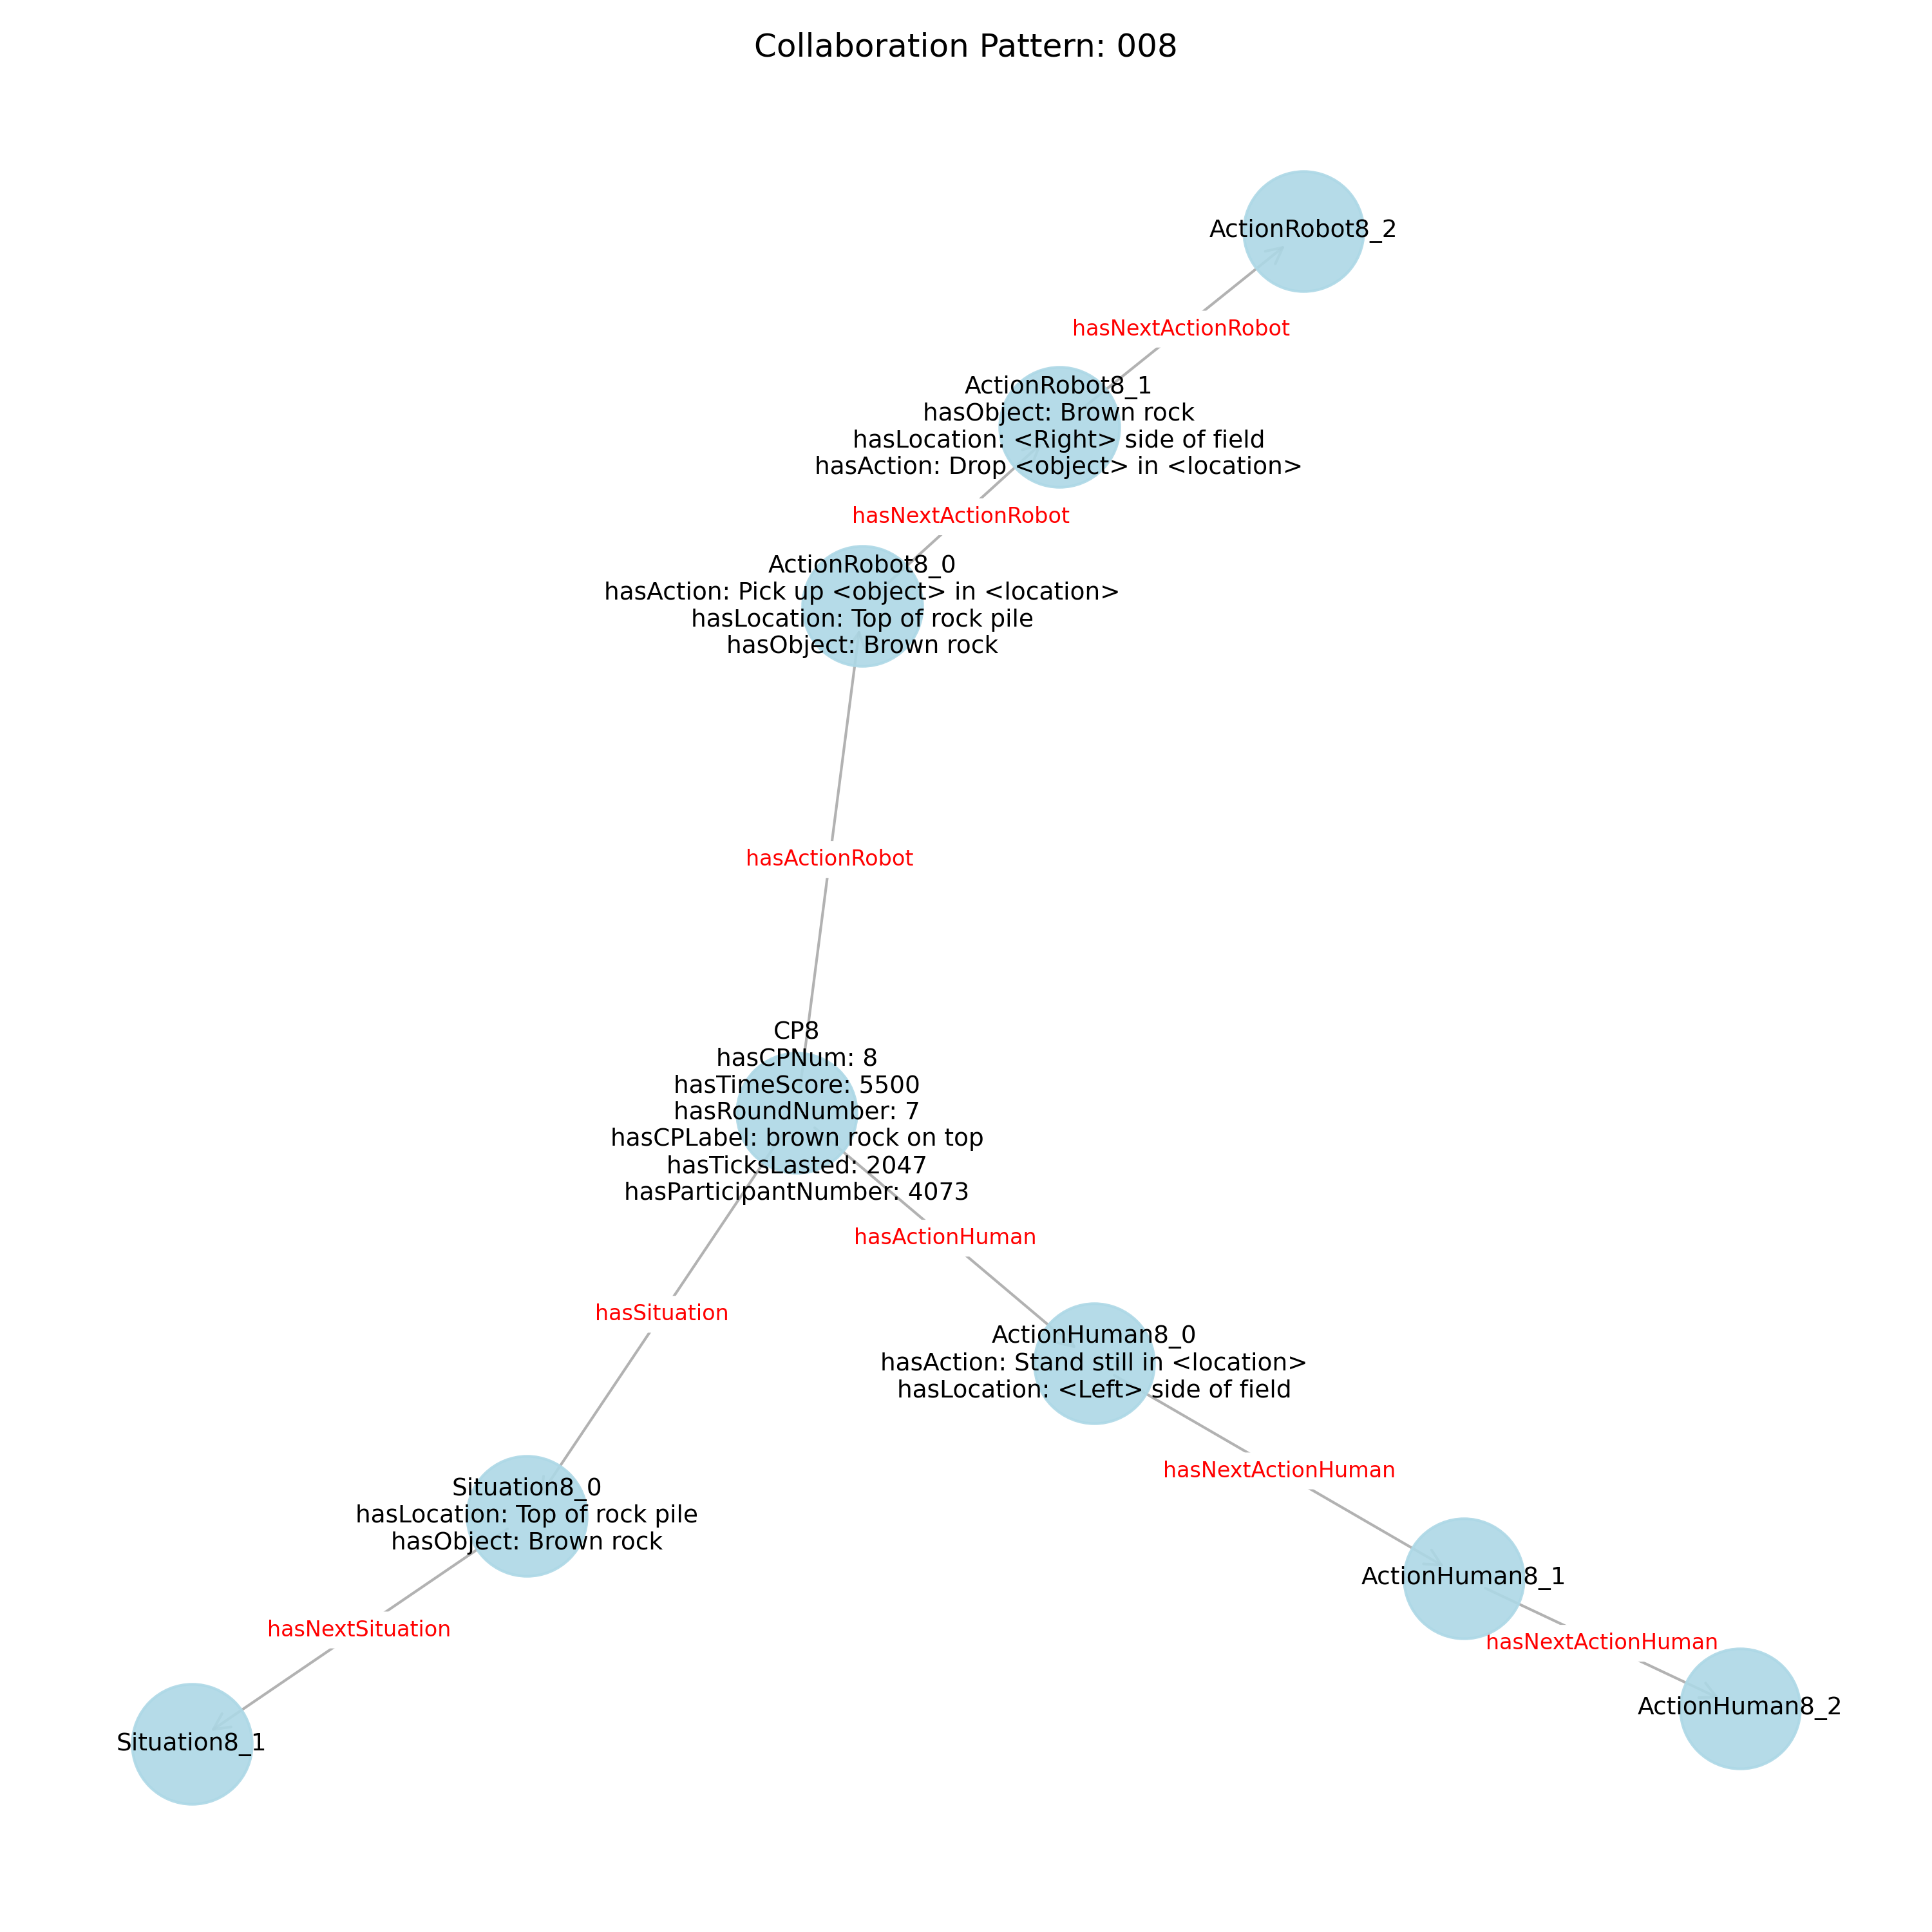 Collaboration Pattern: 008
ActionRobot8_2
hasNextActionRobot
ActionRobot8_1
hasObject: Brown rock
hasLocation: <Right> side of field
hasAction: Drop <object> in <location>
hasNextActionRobot
ActionRobot8_0
hasAction: Pick up <object> in <location>
hasLocation: Top of rock pile
hasObject: Brown rock
hasActionRobot
CP8
hasCPNum: 8
hasTimeScore: 5500
hasRoundNumber: 7
hasCPLabel: brown rock on top
hasTicksLasted: 2047
hasParticipantNumber: 4073
hasActionHuman
hasSituation
ActionHuman8_0
hasAction: Stand still in <location>
hasLocation: <Left> side of field
hasNextActionHuman
Situation8_0
hasLocation: Top of rock pile
hasObject: Brown rock
ActionHuman8_1
hasNextSituation
hasNextActionHuman
ActionHuman8_2
Situation8_1